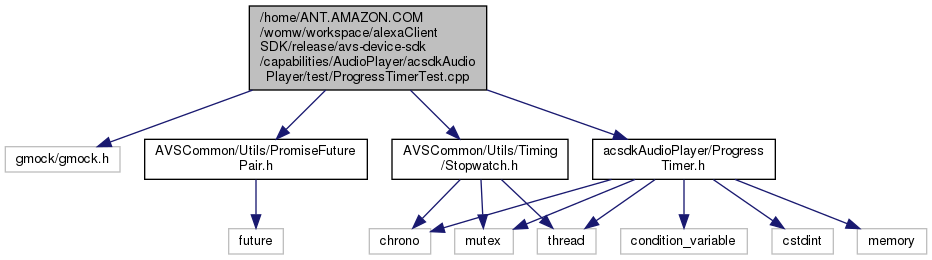 /home/ANT.AMAZON.COM
/womw/workspace/alexaClient
SDK/release/avs-device-sdk
/capabilities/AudioPlayer/acsdkAudio
Player/test/ProgressTimerTest.cpp
gmock/gmock.h
AVSCommon/Utils/PromiseFuture
Pair.h
AVSCommon/Utils/Timing
/Stopwatch.h
acsdkAudioPlayer/Progress
Timer.h
future
chrono
mutex
thread
condition_variable
cstdint
memory